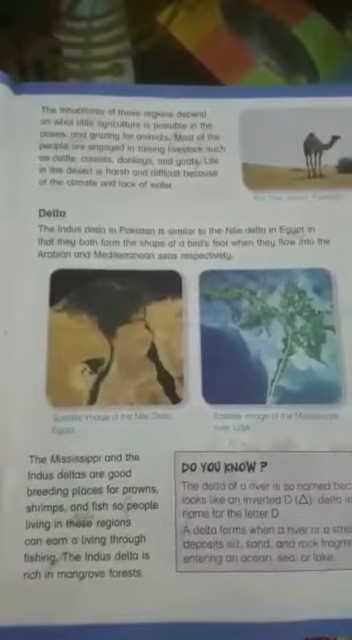 The inhabitants of these regions depend
on what little agriculture is possible in the
oases, and grazing for animals. Most of the
people are engaged in raising livestock such
as cattle, camels, donkeys, and goats. Life
in the desert is harsh and difficult because
of the climate and lack of water
Delta
The Indus delta in Pakistan is similar to the Nile delta in Egypt in
that they both form the shape of a bird's foot when they flow into the
Arabian and Mediterranean seas respectively.
Satellite image of the Nile Delta,
Egypt
Satellite image of the Mississippi
river USA
The Mississippi and the
Indus deltas are good
breeding places for prawns,
shrimps, and fish so people
living in these regions
can earn a living through
fishing. The Indus delta is
rich in mangrove forests.
DO YOU KNOW?
The delta of a river is so named bec
looks like an inverted D (Δ). delta is
name for the letter D
A delta forms when a river or a stre
deposits silt, sand, and rock fragm
entering an ocean, sea, or lake.